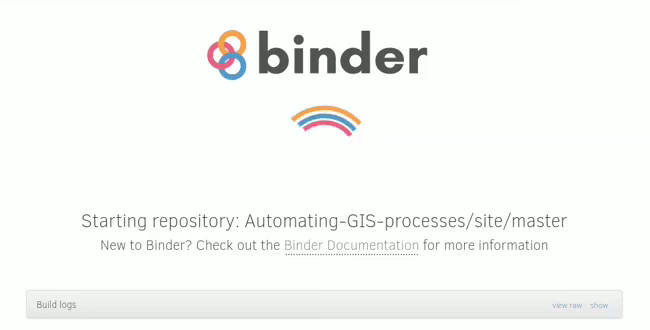 binder
Starting repository: Automating-GIS-processes/site/master
New to Binder? Check out the Binder Documentation for more information
Build logs view raw show